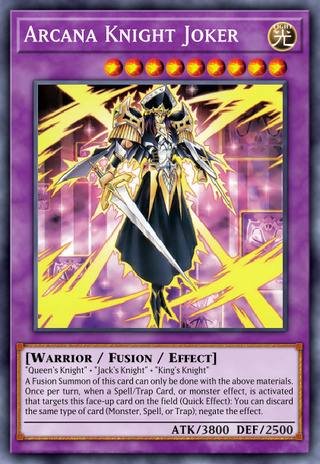 Arcana Knight Joker
LIGHT
光
[Warrior / Fusion / Effect]
"Queen's Knight" + "Jack's Knight" + "King's Knight"
A Fusion Summon of this card can only be done with the above materials.
Once per turn, when a Spell/Trap Card, or monster effect, is activated
that targets this face-up card on the field (Quick Effect): You can discard
the same type of card (Monster, Spell, or Trap); negate the effect.
ATK/3800 DEF/2500